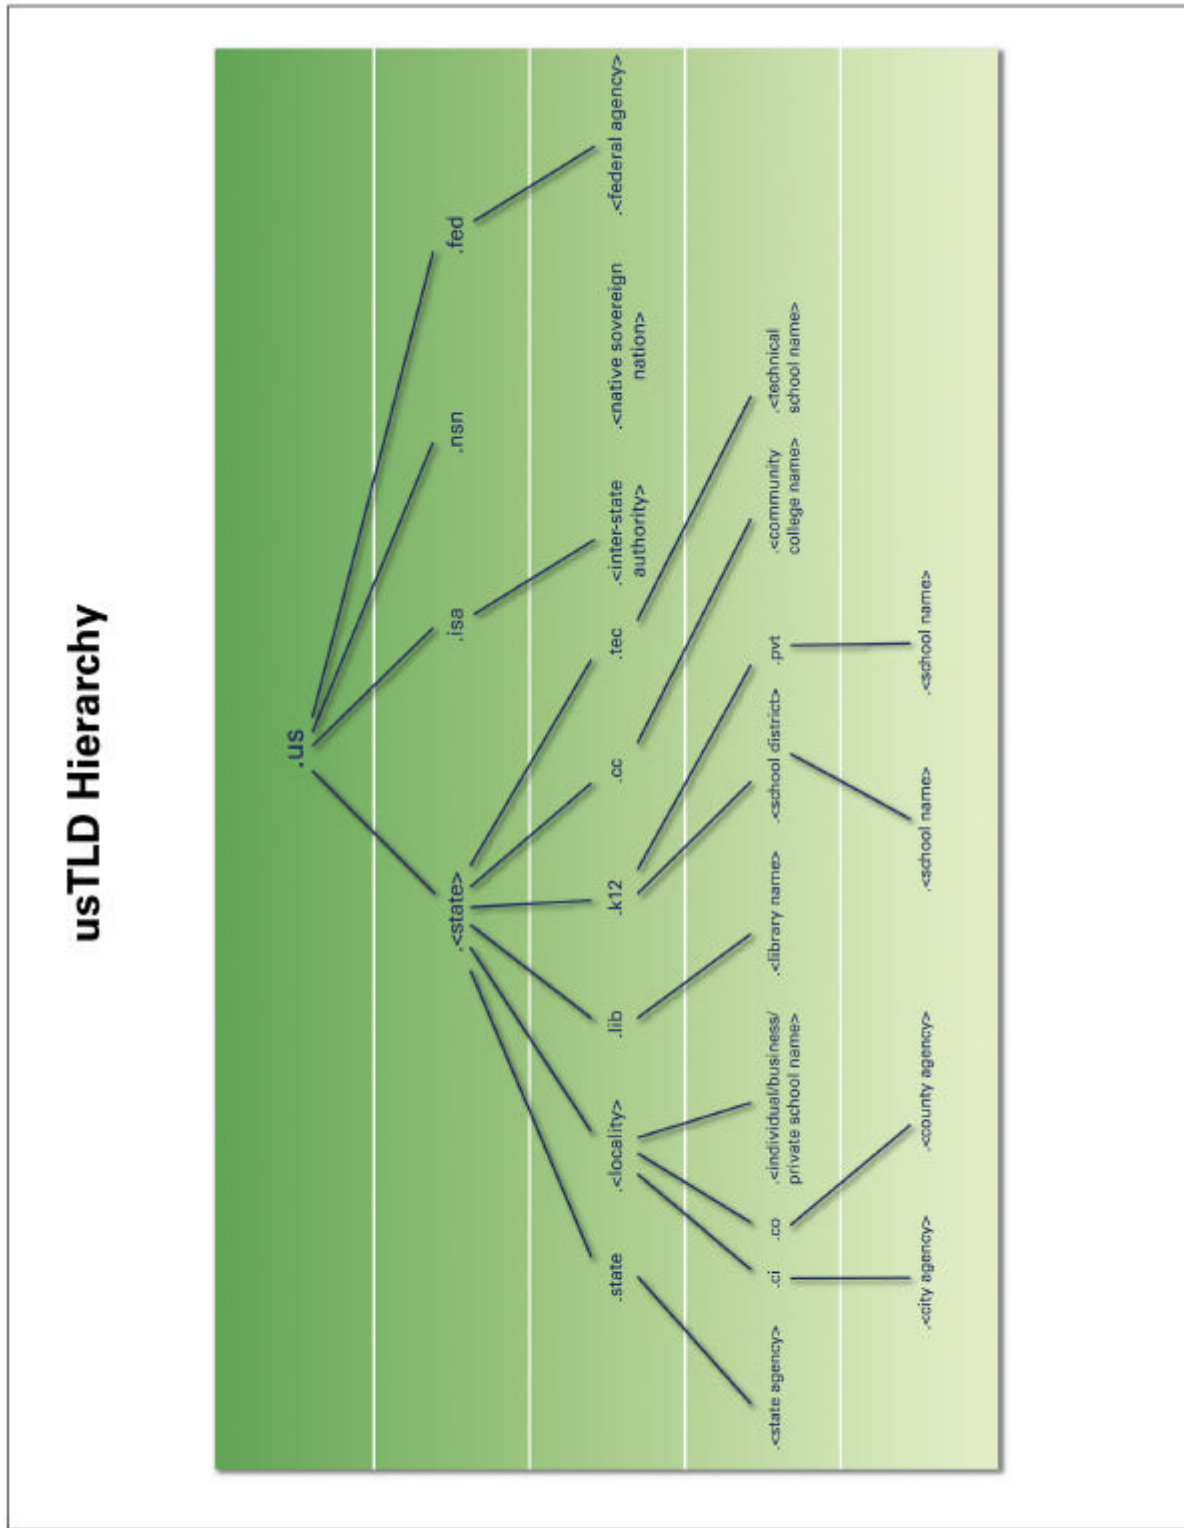 usTLD Hierarchy
.us
.<state>
.isa
.nsn
.fed
.state
.<locality>
.lib
.k12
.cc
.tec
.<inter-state
authority>
.<native sovereign
nation>
.<federal agency>
.<state agency>
.ci
.co
.<individual/business/
private school name>
.<library name>
.<school district>
.pvt
.<community
college name>
.<technical
school name>
.<city agency>
.<county agency>
.<school name>
.<school name>